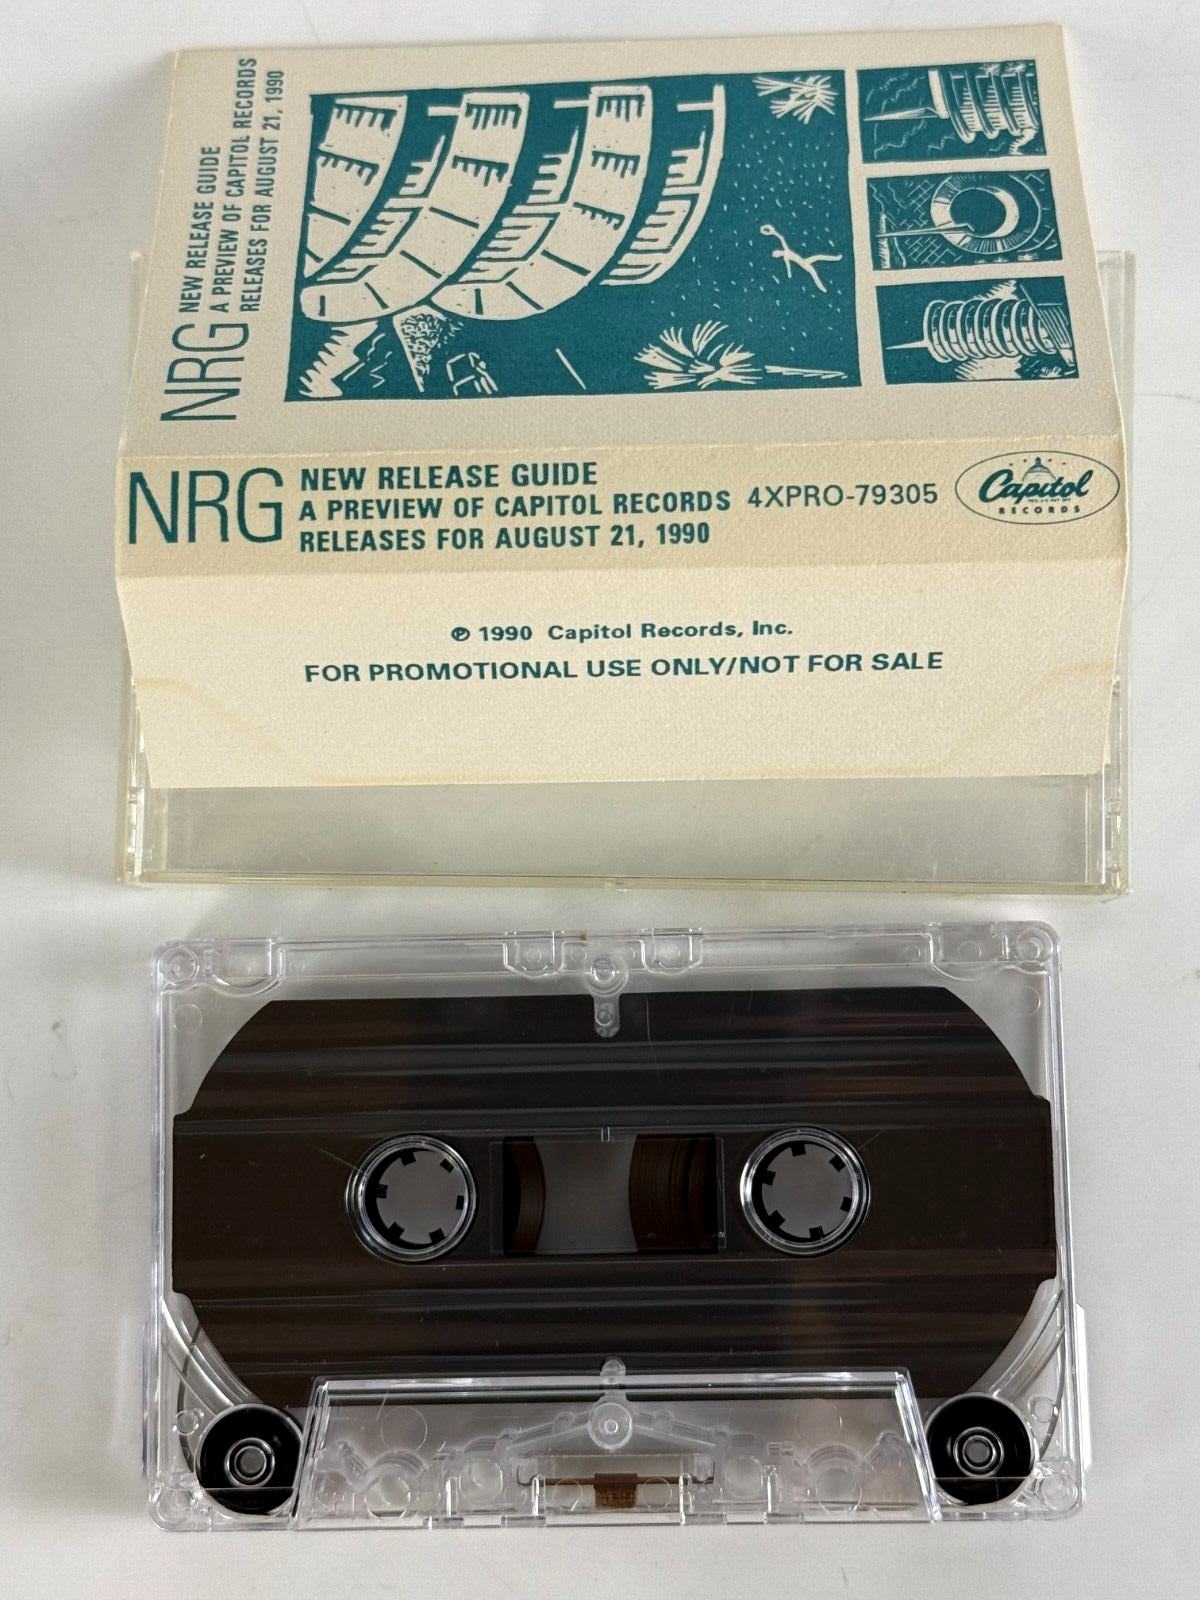 NRG
NEW RELEASE GUIDE
A PREVIEW OF CAPITOL RECORDS
RELEASES FOR AUGUST 21, 1990
NRG
NEW RELEASE GUIDE
A PREVIEW OF CAPITOL RECORDS
RELEASES FOR AUGUST 21, 1990
4XPRO-79305
Capitol
RECORDS
℗ 1990 Capitol Records, Inc.
FOR PROMOTIONAL USE ONLY/NOT FOR SALE